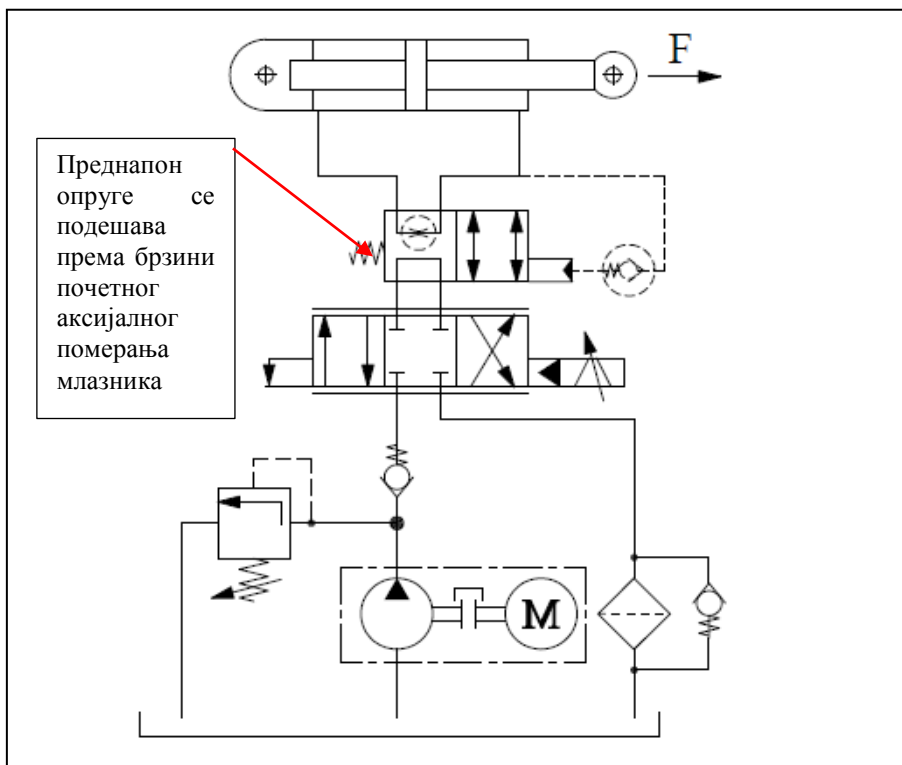 F
Преднапон
опруге се
подешава
према брзини
почетног
аксијалног
померања
млазника
M